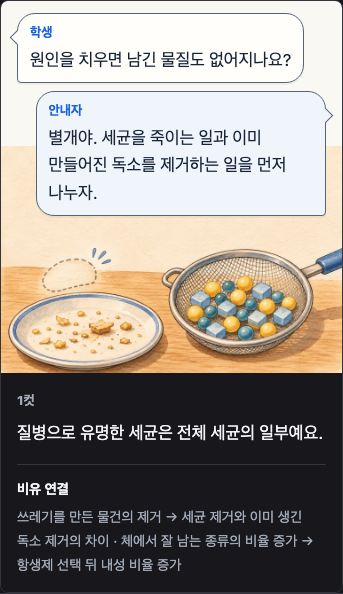 학생
원인을 치우면 남긴 물질도 없어지나요?
안내자
별개야. 세균을 죽이는 일과 이미
만들어진 독소를 제거하는 일을 먼저
나누자.
1컷
질병으로 유명한 세균은 전체 세균의 일부예요.
비유 연결
쓰레기를 만든 물건의 제거 → 세균 제거와 이미 생긴
독소 제거의 차이 · 체에서 잘 남는 종류의 비율 증가 →
항생제 선택 뒤 내성 비율 증가